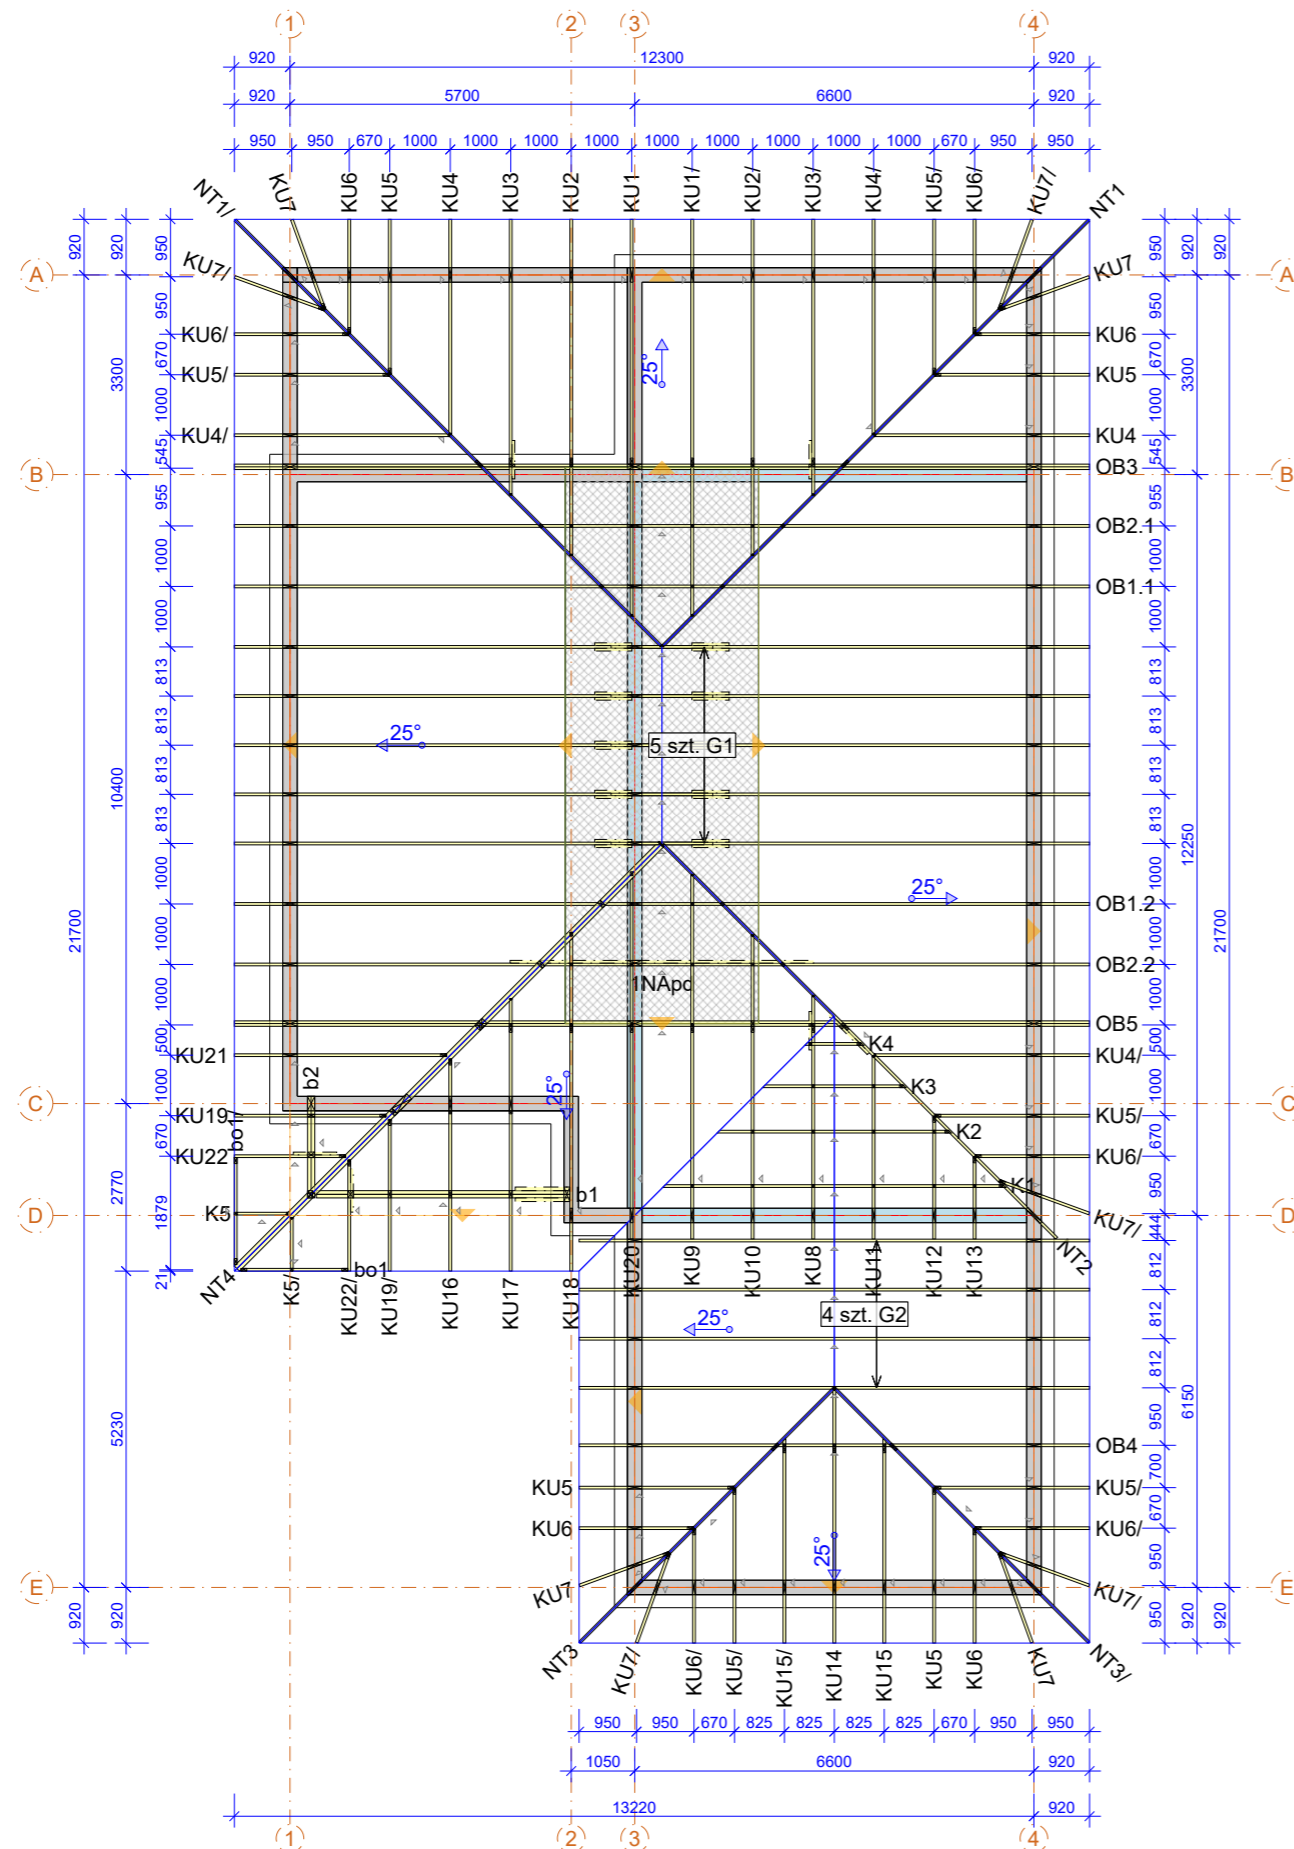 1 2 3 4
920 12300 920
920 5700 6600 920
950 950 670 1000 1000 1000 1000 1000 1000 1000 1000 1000 670 950 950
NT1/ KU7 KU6 KU5 KU4 KU3 KU2 KU1 KU1/ KU2/ KU3/ KU4/ KU5/ KU6/ KU7/ NT1
920 920 950 950 920 920
KU7/ KU7
A A
950 950
KU6/ KU6
3300 670 25° 670 3300
KU5/ KU5
1000 1000
KU4/ KU4
545 545
OB3
B B
955 955
OB2.1
1000 1000
OB1.1
1000 1000
813 813
813 813
25° 5 szt. G1
10400 813 813 12250
813 813
1000 25° 1000
OB1.2
21700 1000 1000 21700
OB2.2
1000 1NApd 1000
OB5
500 K4 500
KU21 KU4/
1000 b2 25° K3 1000
C C
KU19 KU5/
bo1 670 K2 670
KU22 KU6/
2770 1879 b1 K1 950
K5 KU7/
D D
444
NT4 K5/ KU22/ bo1 KU19/ KU16 KU17 KU18 KU20 KU9 KU10 KU8 KU11 KU12 KU13 NT2
21 812
812
25° 4 szt. G2
812
5230 950 6150
OB4
700
KU5 KU5/
670
KU6 KU6/
25° 950
KU7 KU7/
E E
920 920 950 920 920
NT3 KU7/ KU6/ KU5/ KU15/ KU14 KU15 KU5 KU6 KU7 NT3/
950 950 670 825 825 825 825 670 950 950
1050 6600 920
13220 920
1 2 3 4